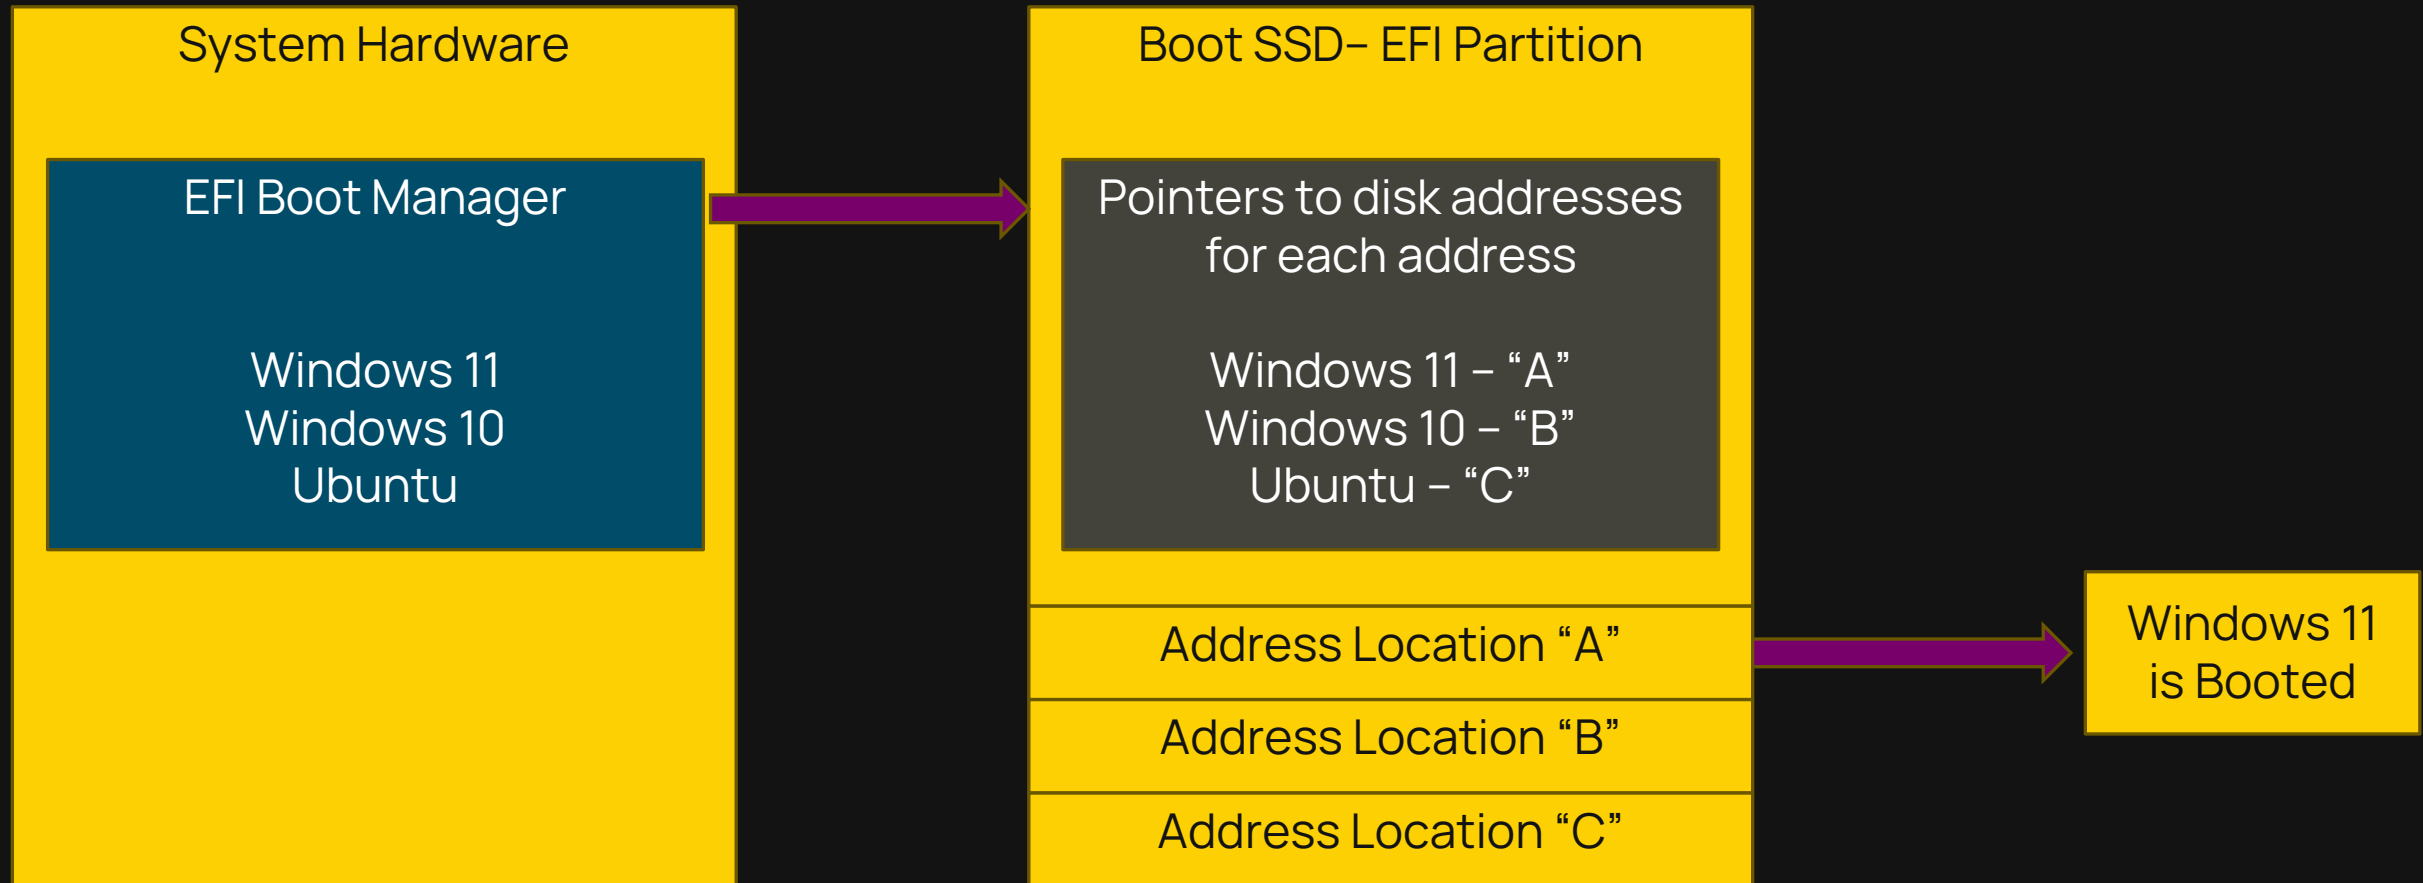 System Hardware
EFI Boot Manager
Windows 11
Windows 10
Ubuntu
Boot SSD– EFI Partition
Pointers to disk addresses
for each address
Windows 11 – “A”
Windows 10 – “B”
Ubuntu – “C”
Address Location “A”
Address Location “B”
Address Location “C”
Windows 11
is Booted